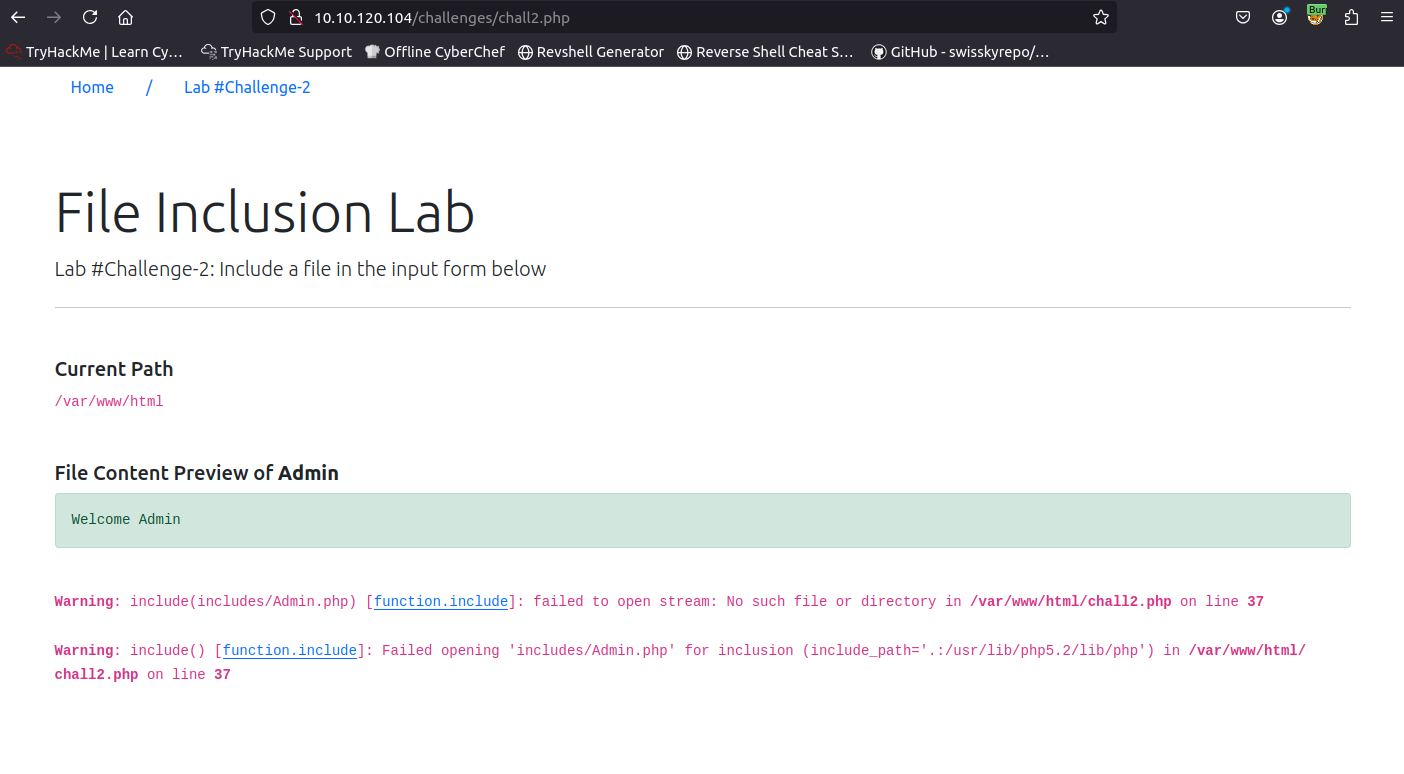 10.10.120.104/challenges/chall2.php
Burp
TryHackMe | Learn Cy… TryHackMe Support Offline CyberChef Revshell Generator Reverse Shell Cheat S… GitHub - swisskyrepo/…
Home / Lab #Challenge-2
File Inclusion Lab
Lab #Challenge-2: Include a file in the input form below
Current Path
/var/www/html
File Content Preview of Admin
Welcome Admin
Warning: include(includes/Admin.php) [function.include]: failed to open stream: No such file or directory in /var/www/html/chall2.php on line 37
Warning: include() [function.include]: Failed opening 'includes/Admin.php' for inclusion (include_path='.:/usr/lib/php5.2/lib/php') in /var/www/html/
chall2.php on line 37